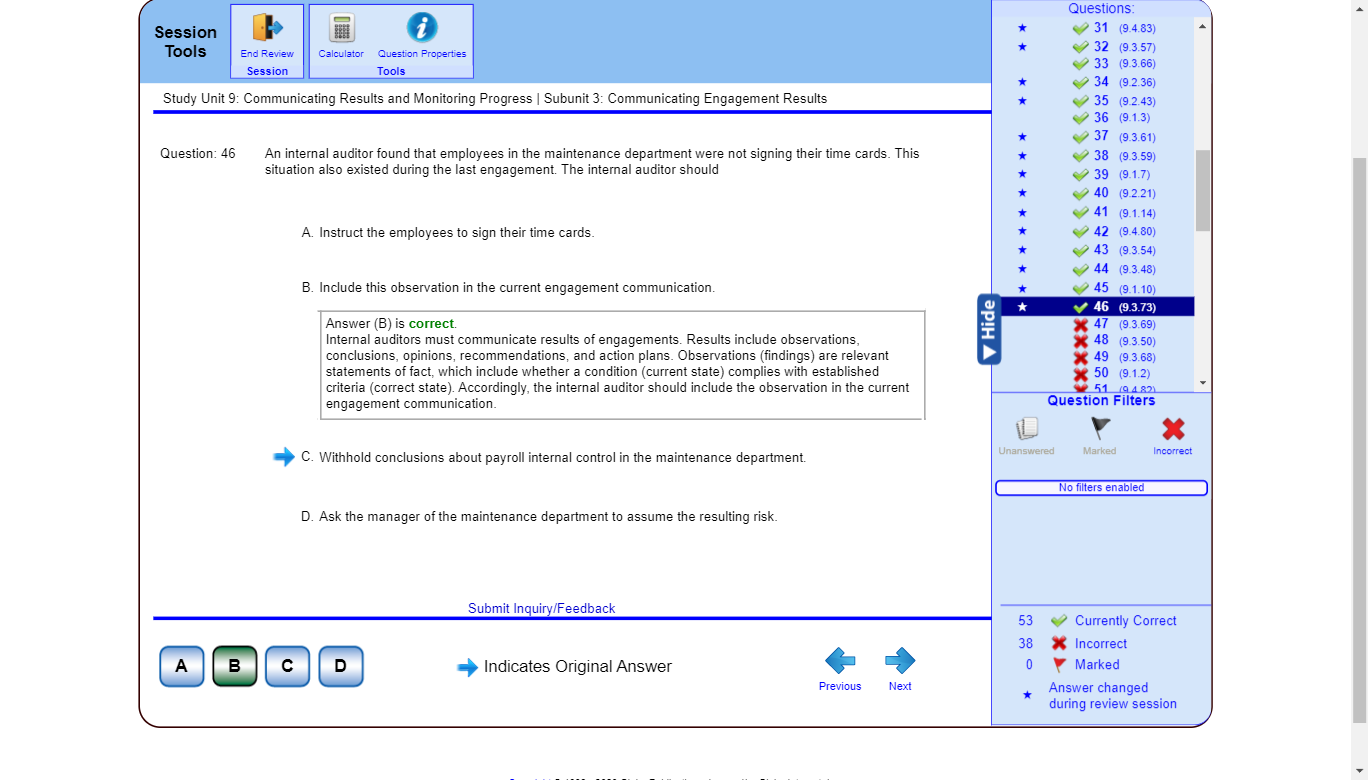 Session Tools
End Review
Session
Calculator
Question Properties
Tools
Study Unit 9: Communicating Results and Monitoring Progress | Subunit 3: Communicating Engagement Results
Question: 46
An internal auditor found that employees in the maintenance department were not signing their time cards. This
situation also existed during the last engagement. The internal auditor should
A. Instruct the employees to sign their time cards.
B. Include this observation in the current engagement communication.
Answer (B) is correct.
Internal auditors must communicate results of engagements. Results include observations,
conclusions, opinions, recommendations, and action plans. Observations (findings) are relevant
statements of fact, which include whether a condition (current state) complies with established
criteria (correct state). Accordingly, the internal auditor should include the observation in the current
engagement communication.
C. Withhold conclusions about payroll internal control in the maintenance department.
D. Ask the manager of the maintenance department to assume the resulting risk.
Submit Inquiry/Feedback
A B C D
Indicates Original Answer
Previous
Next
Questions:
★ 31 (9.4.83)
★ 32 (9.3.57)
33 (9.3.66)
★ 34 (9.2.36)
★ 35 (9.2.43)
36 (9.1.3)
★ 37 (9.3.61)
★ 38 (9.3.59)
★ 39 (9.1.7)
★ 40 (9.2.21)
★ 41 (9.1.14)
★ 42 (9.4.80)
★ 43 (9.3.54)
★ 44 (9.3.48)
★ 45 (9.1.10)
★ 46 (9.3.73)
47 (9.3.69)
48 (9.3.50)
49 (9.3.68)
50 (9.1.2)
51 (9.4.82)
▼ Hide
Question Filters
Unanswered
Marked
Incorrect
No filters enabled
53 Currently Correct
38 Incorrect
0 Marked
★ Answer changed
during review session